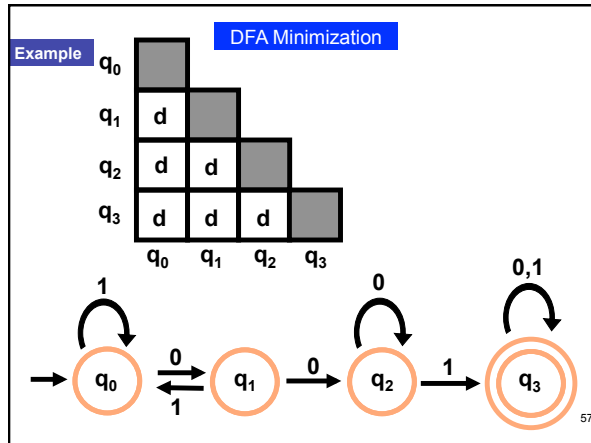 DFA Minimization
Example
q0
q1 d
q2 d d
q3 d d d
q0 q1 q2 q3
1 0 0,1
0
q0 q1 0 q2 1 q3
1
57